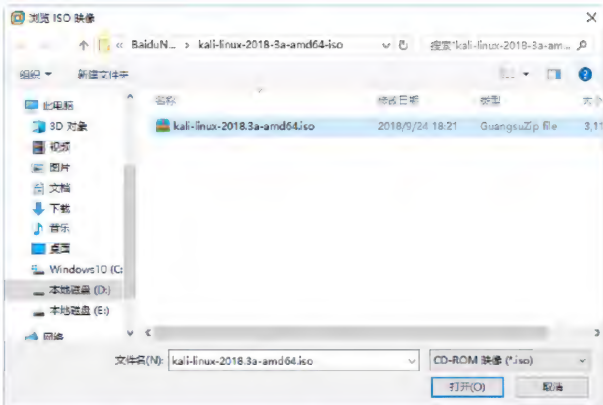 浏览 ISO 映像
« BaiduN... › kali-linux-2018-3a-amd64-iso
搜索"kali-linux-2018-3a-am...
组织 新建文件夹
名称 修改日期 类型 大小
kali-linux-2018.3a-amd64.iso 2018/9/24 18:21 GuangsuZip file 3,11
此电脑
3D 对象
视频
图片
文档
下载
音乐
桌面
Windows10 (C:
本地磁盘 (D:)
本地磁盘 (E:)
网络
文件名(N): kali-linux-2018.3a-amd64.iso CD-ROM 映像 (*.iso)
打开(O) 取消